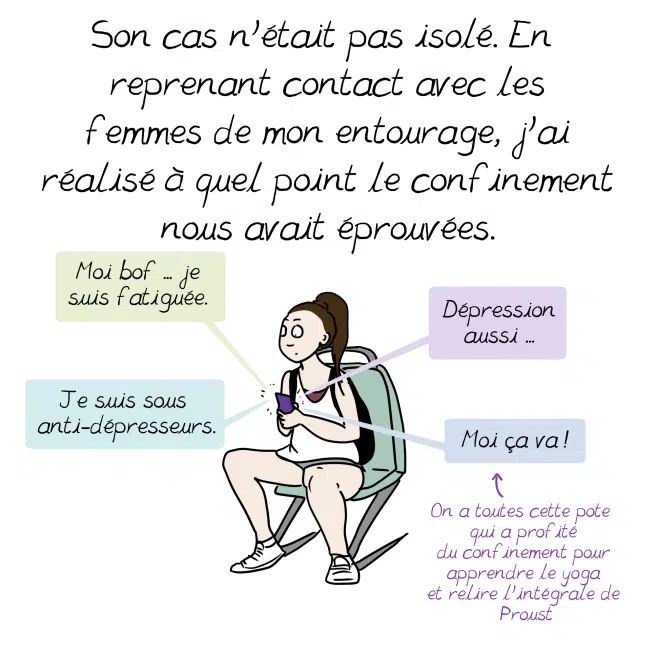 Son cas n'était pas isolé. En
reprenant contact avec les
femmes de mon entourage, j'ai
réalisé à quel point le confinement
nous avait éprouvées.
Moi bof ... je
suis fatiguée.
Dépression
aussi ...
Je suis sous
anti-dépresseurs.
Moi ça va !
On a toutes cette pote
qui a profité
du confinement pour
apprendre le yoga
et relire l'intégrale de
Proust